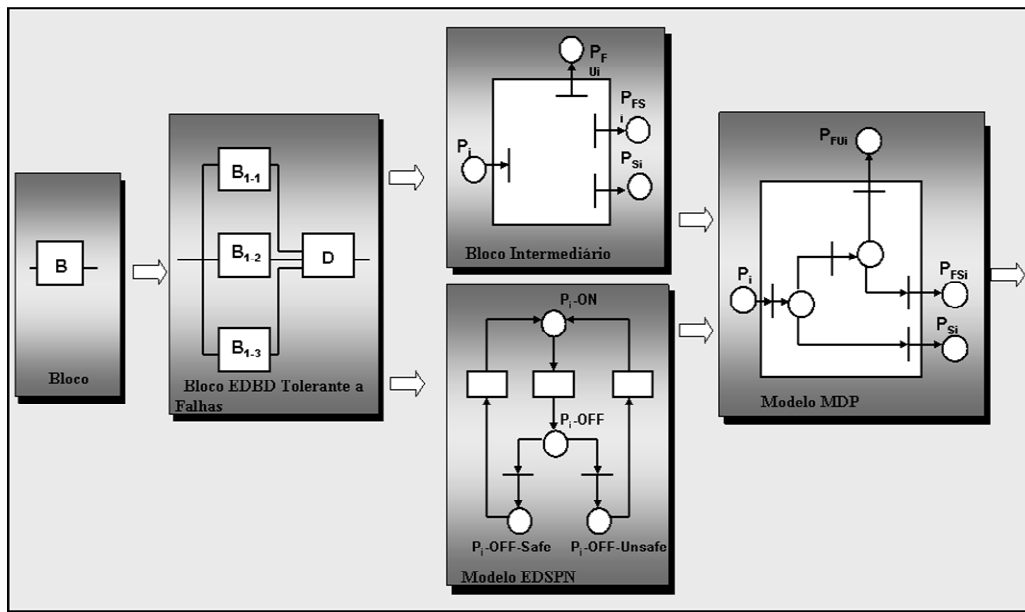 B
Bloco
B1-1
B1-2
B1-3
D
Bloco EDBD Tolerante a
Falhas
PF
Ui
PFS
i
Pi
PSi
Bloco Intermediário
Pi-ON
Pi-OFF
Pi-OFF-Safe
Pi-OFF-Unsafe
Modelo EDSPN
PFUi
Pi
PFSi
PSi
Modelo MDP